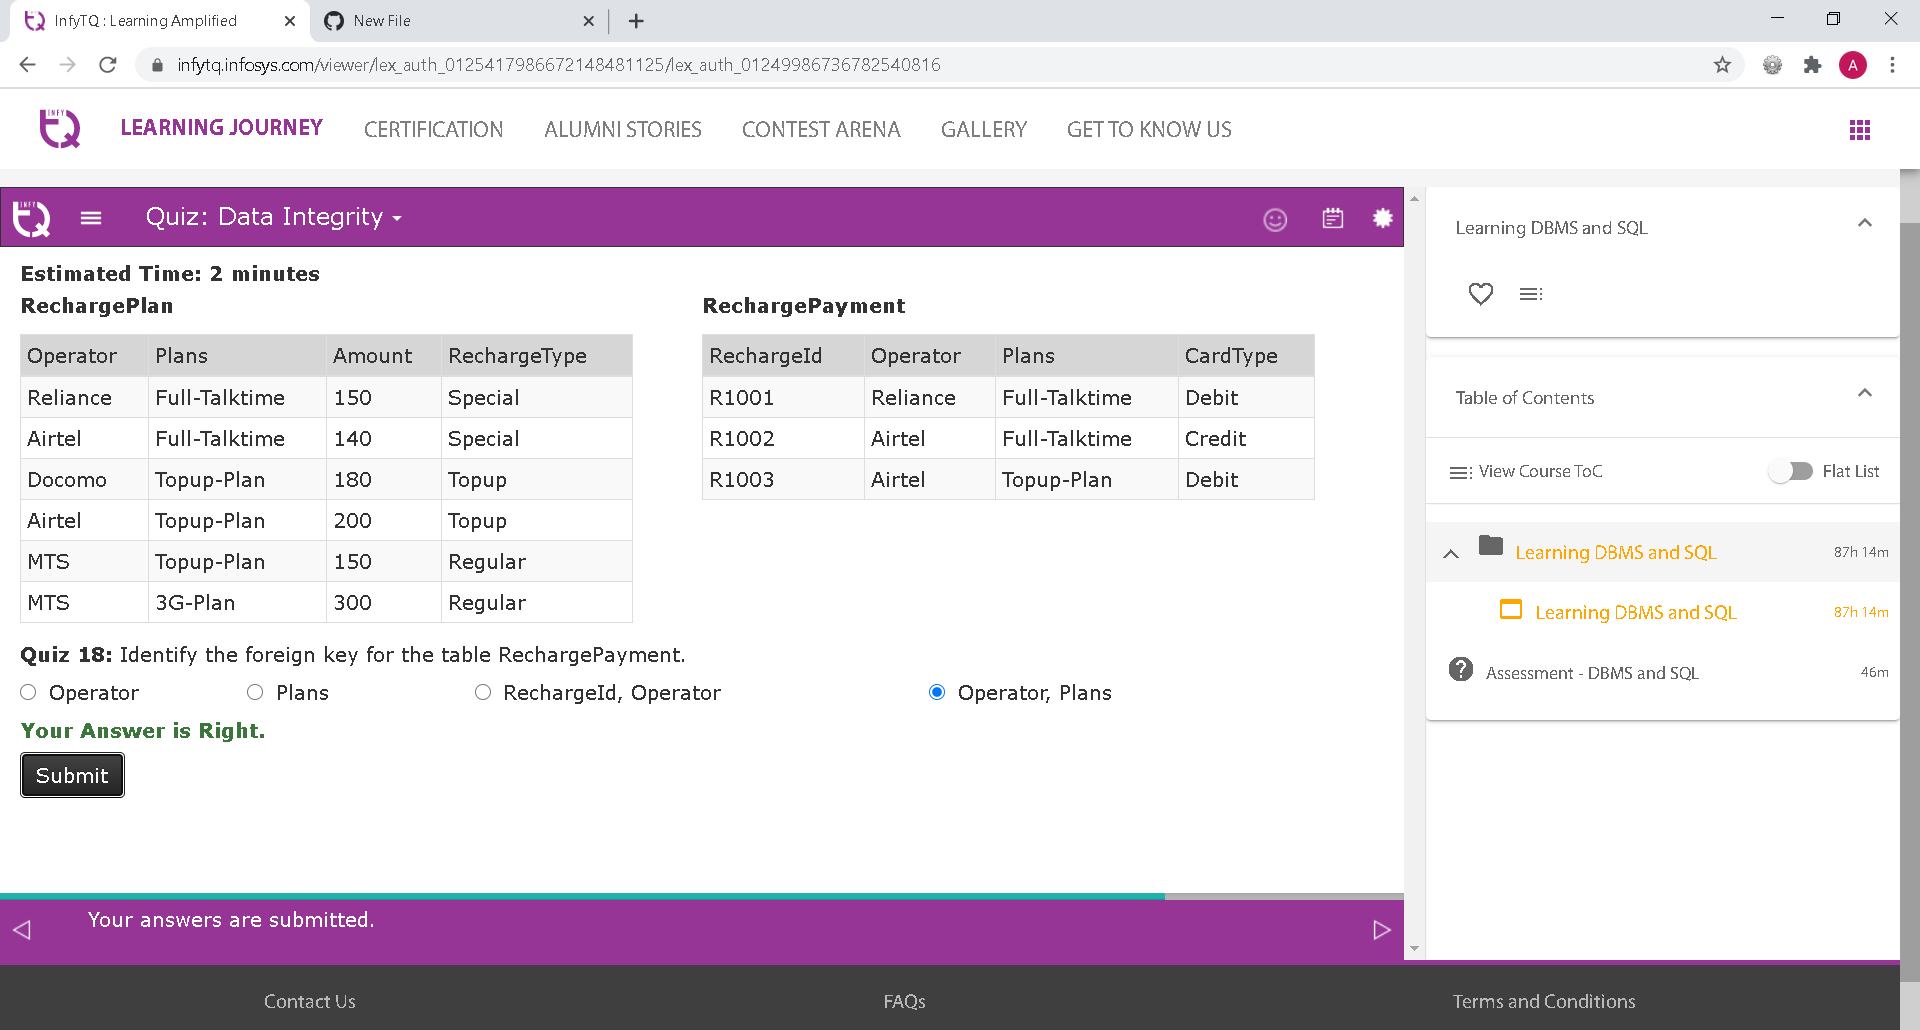 InfyTQ : Learning Amplified
New File
infytq.infosys.com/viewer/lex_auth_0125417986672148481125/lex_auth_01249986736782540816
A
INFY TQ
LEARNING JOURNEY
CERTIFICATION
ALUMNI STORIES
CONTEST ARENA
GALLERY
GET TO KNOW US
INFY TQ
Quiz: Data Integrity
Estimated Time: 2 minutes
RechargePlan
Operator Plans Amount RechargeType
Reliance Full-Talktime 150 Special
Airtel Full-Talktime 140 Special
Docomo Topup-Plan 180 Topup
Airtel Topup-Plan 200 Topup
MTS Topup-Plan 150 Regular
MTS 3G-Plan 300 Regular
RechargePayment
RechargeId Operator Plans CardType
R1001 Reliance Full-Talktime Debit
R1002 Airtel Full-Talktime Credit
R1003 Airtel Topup-Plan Debit
Quiz 18: Identify the foreign key for the table RechargePayment.
Operator
Plans
RechargeId, Operator
Operator, Plans
Your Answer is Right.
Submit
Your answers are submitted.
Learning DBMS and SQL
Table of Contents
View Course ToC
Flat List
Learning DBMS and SQL 87h 14m
Learning DBMS and SQL 87h 14m
Assessment - DBMS and SQL 46m
Contact Us
FAQs
Terms and Conditions